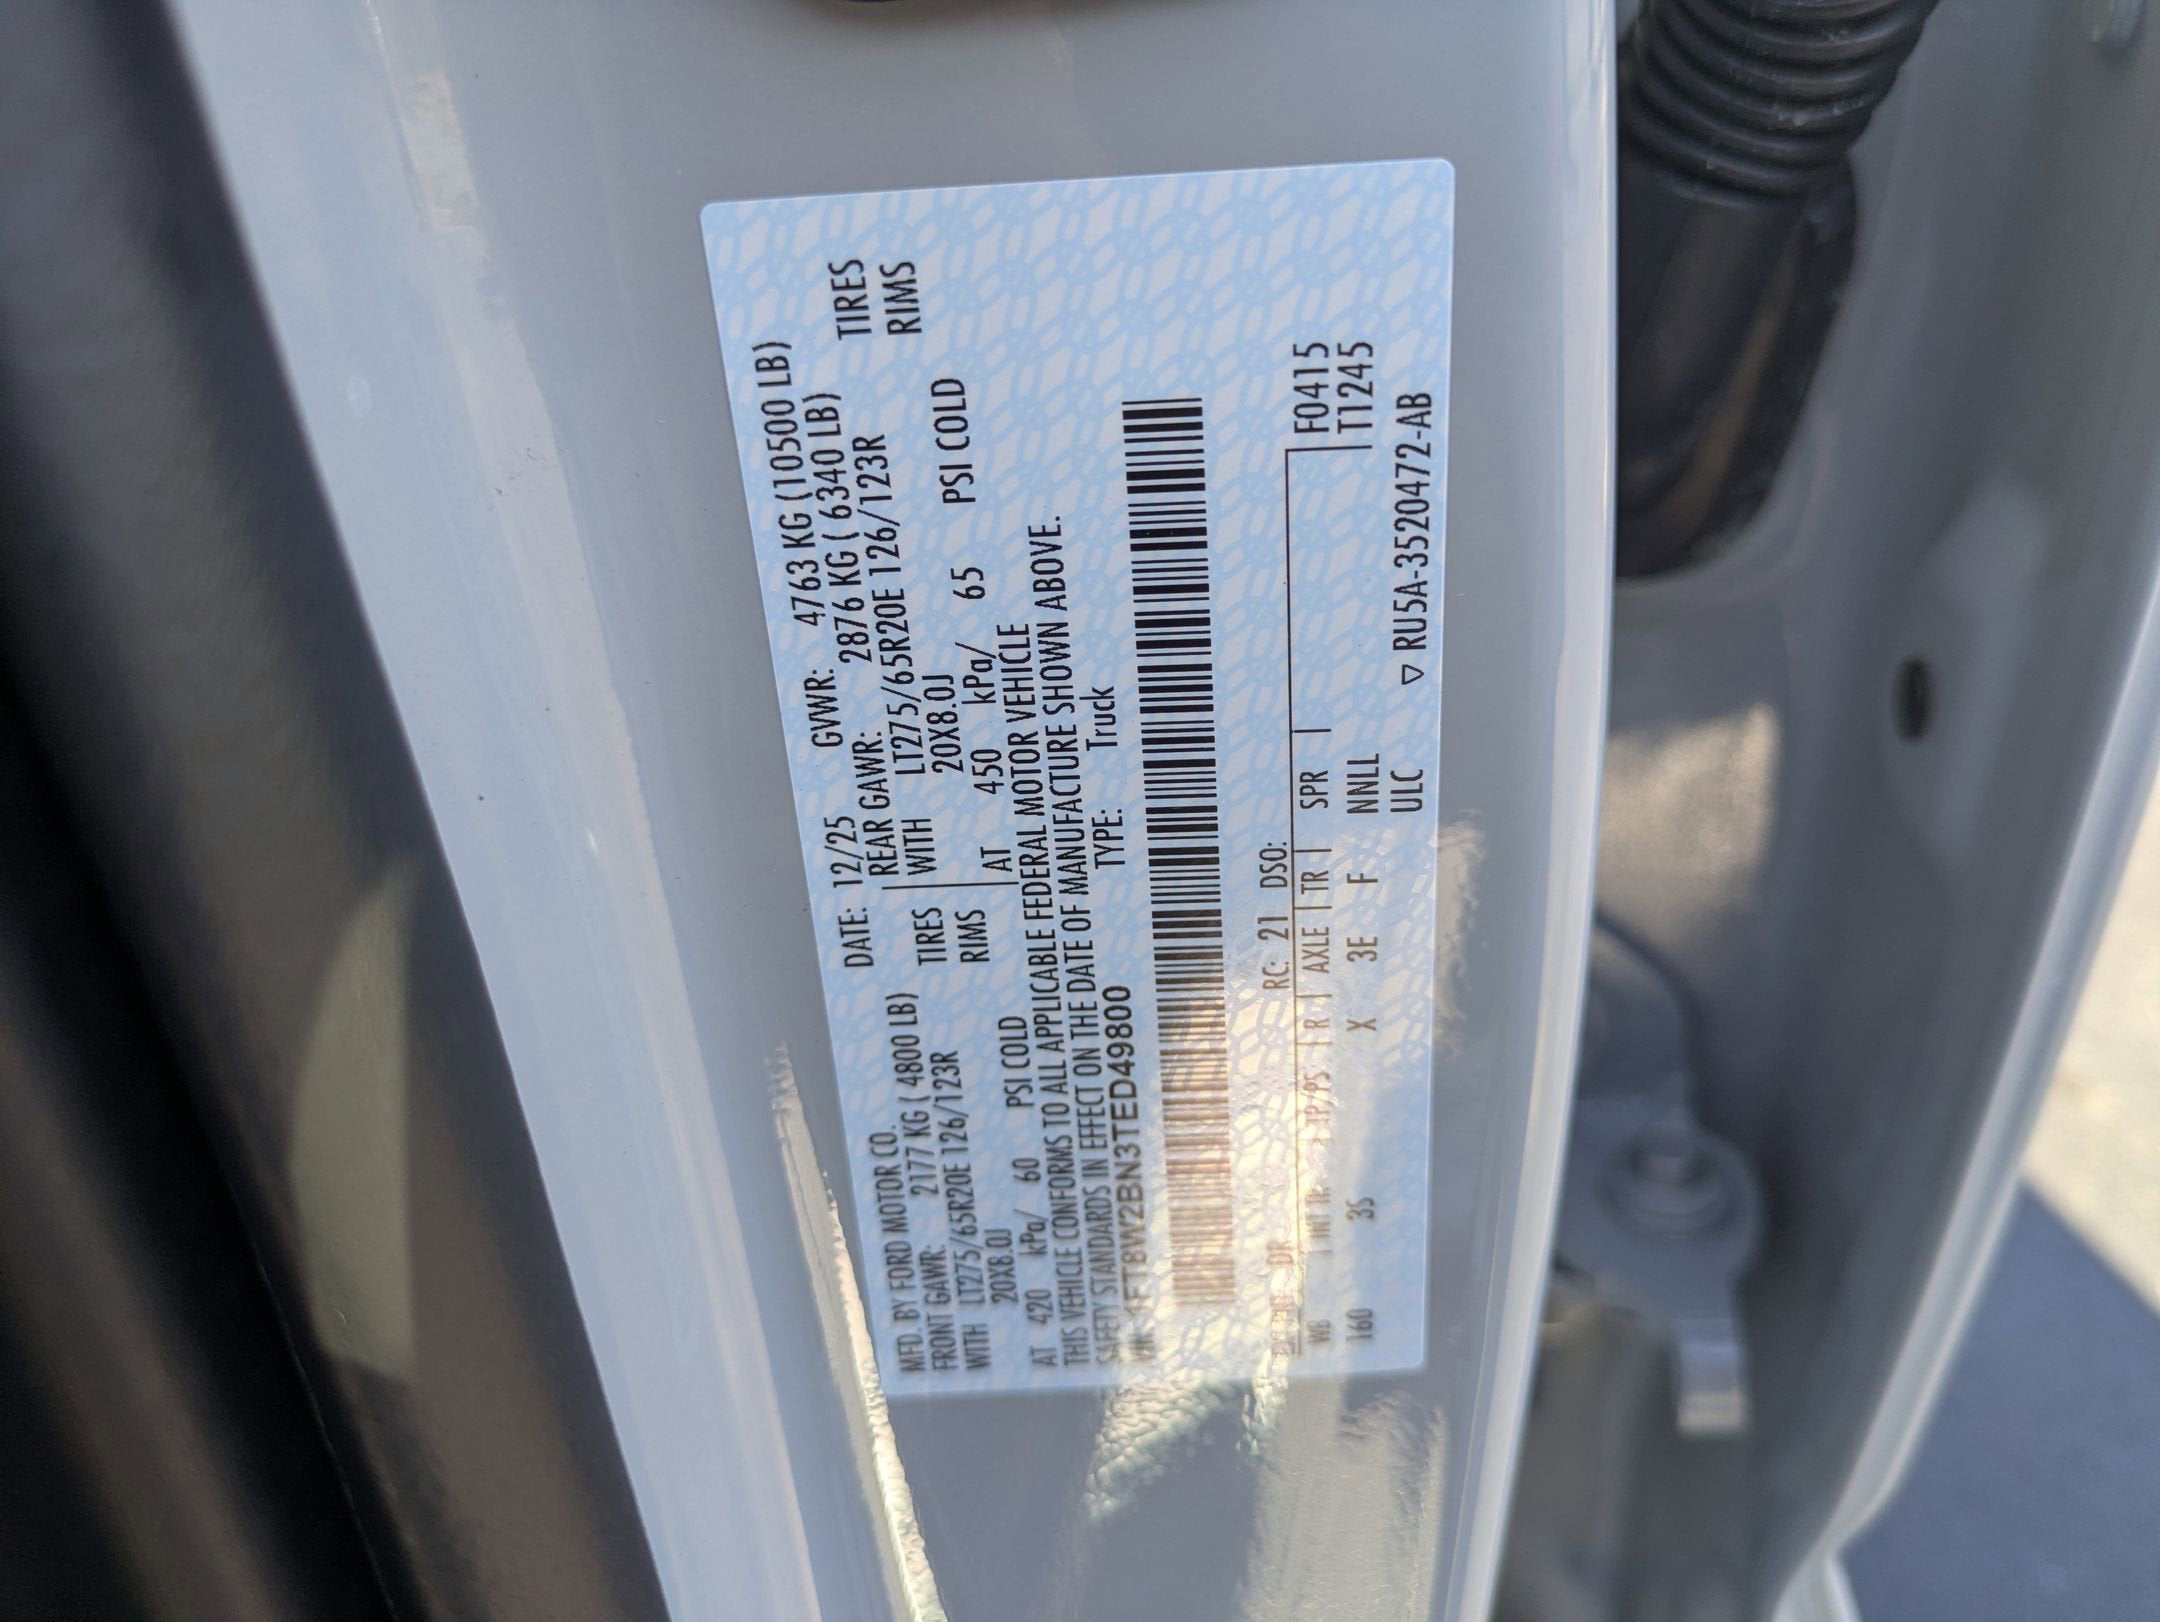 MFD. BY FORD MOTOR CO.
DATE: 12/25 GVWR: 4763 KG (10500 LB)
FRONT GAWR: 2177 KG ( 4800 LB) REAR GAWR: 2876 KG ( 6340 LB)
WITH LT275/65R20E 126/123R TIRES WITH LT275/65R20E 126/123R TIRES
20X8.0J RIMS 20X8.0J RIMS
AT 420 kPa/ 60 PSI COLD AT 450 kPa/ 65 PSI COLD
THIS VEHICLE CONFORMS TO ALL APPLICABLE FEDERAL MOTOR VEHICLE
SAFETY STANDARDS IN EFFECT ON THE DATE OF MANUFACTURE SHOWN ABOVE.
VIN: 1FT8W2BN3TED49800 TYPE: Truck
RC: 21 DSO:
WB R AXLE TR SPR F0415
160 3S X 3E F NNLL T1245
ULC ▽ RU5A-3520472-AB